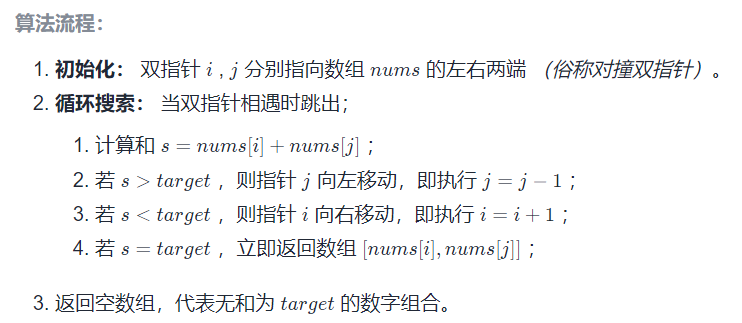 算法流程：
1. 初始化： 双指针 i , j 分别指向数组 nums 的左右两端 （俗称对撞双指针）。
2. 循环搜索： 当双指针相遇时跳出；
1. 计算和 s = nums[i] + nums[j] ；
2. 若 s > target ，则指针 j 向左移动，即执行 j = j − 1 ；
3. 若 s < target ，则指针 i 向右移动，即执行 i = i + 1 ；
4. 若 s = target ，立即返回数组 [nums[i], nums[j]] ；
3. 返回空数组，代表无和为 target 的数字组合。